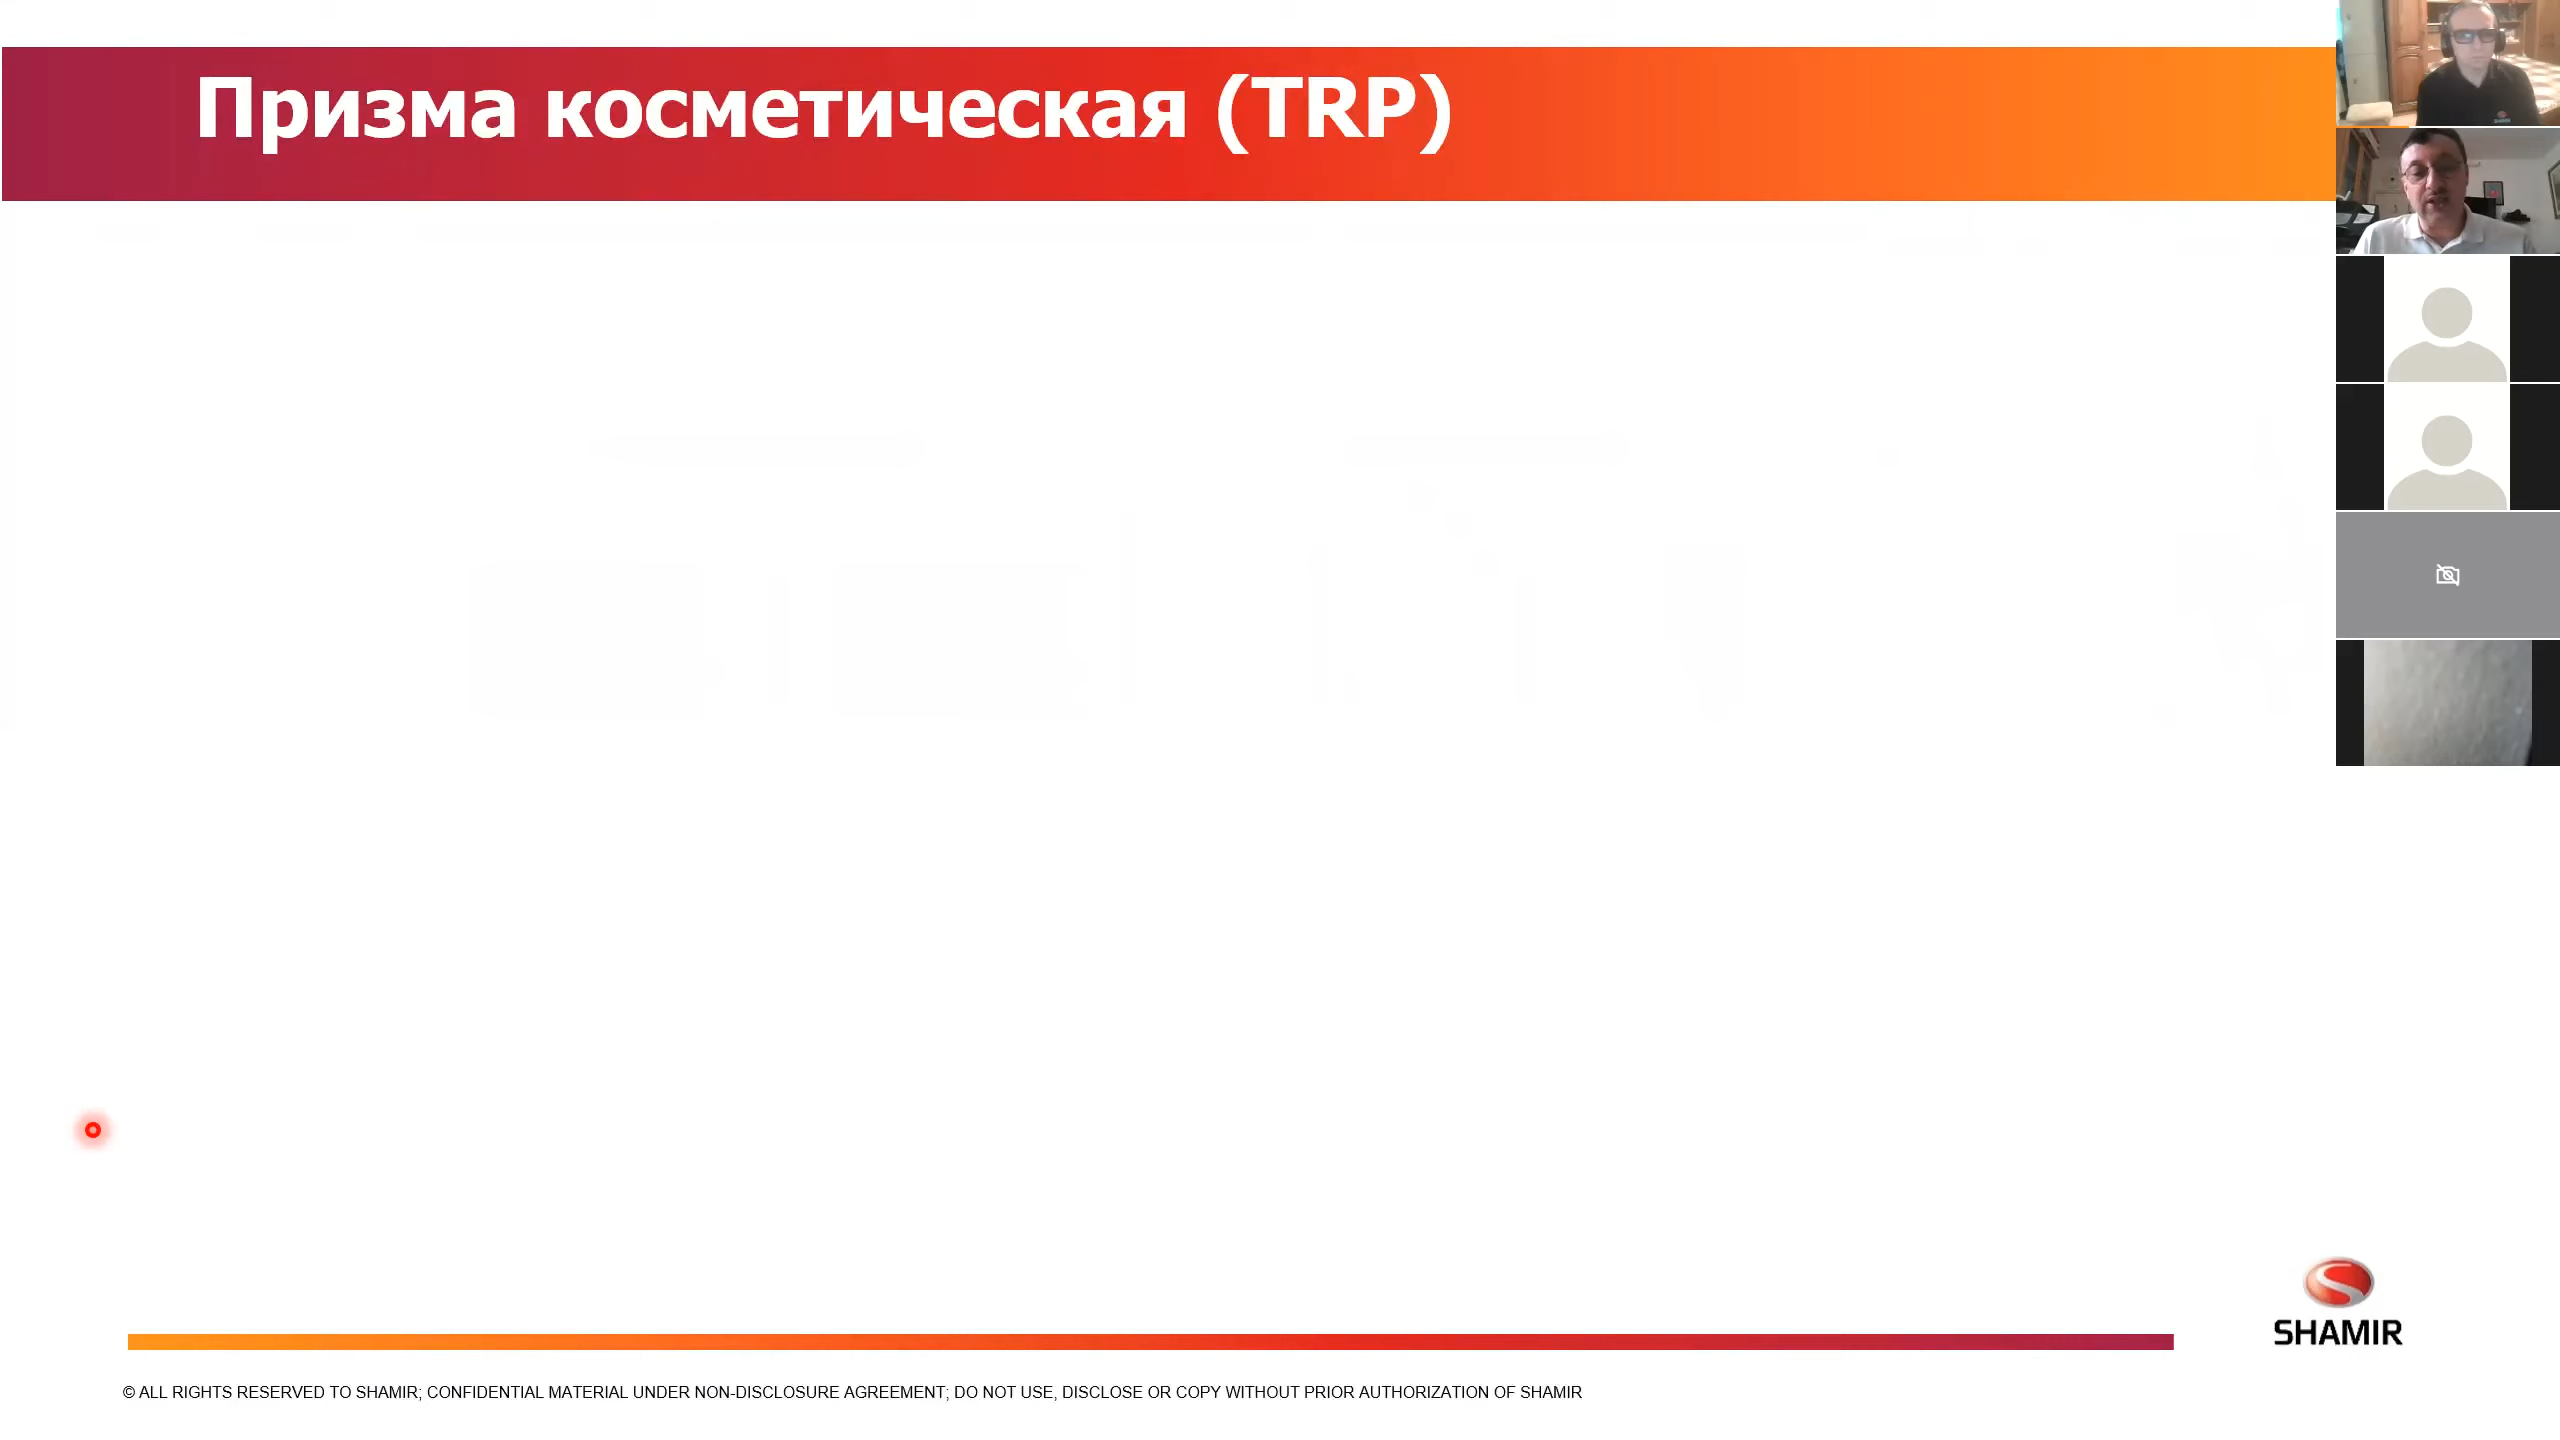 Призма косметическая (TRP)
SHAMIR
© ALL RIGHTS RESERVED TO SHAMIR; CONFIDENTIAL MATERIAL UNDER NON-DISCLOSURE AGREEMENT; DO NOT USE, DISCLOSE OR COPY WITHOUT PRIOR AUTHORIZATION OF SHAMIR